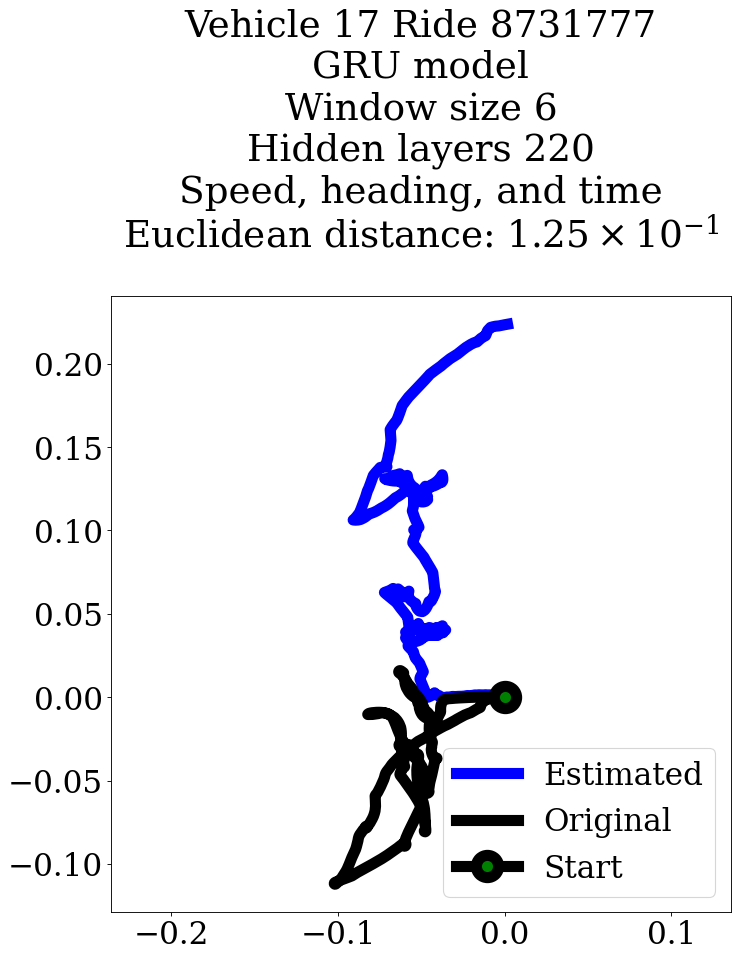 Vehicle 17 Ride 8731777
GRU model
Window size 6
Hidden layers 220
Speed, heading, and time
Euclidean distance: 1.25 × 10⁻¹
0.20
0.15
0.10
0.05
0.00
−0.05
−0.10
Estimated
Original
Start
−0.2
−0.1
0.0
0.1